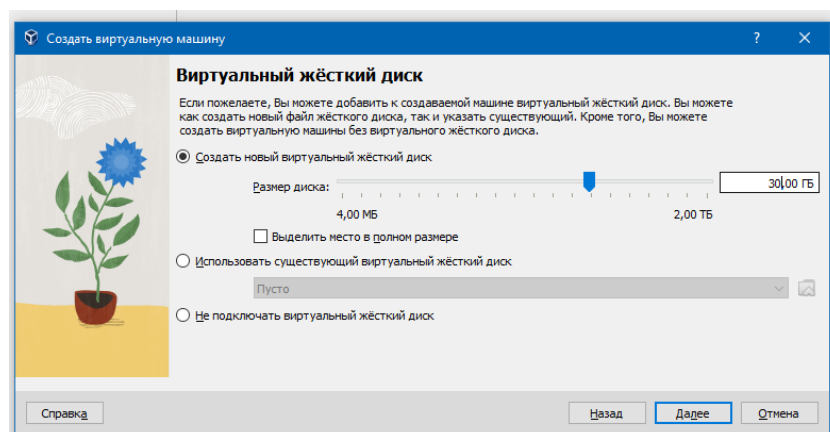 Создать виртуальную машину ? ×
Виртуальный жёсткий диск
Если пожелаете, Вы можете добавить к создаваемой машине виртуальный жёсткий диск. Вы можете
как создать новый файл жёсткого диска, так и указать существующий. Кроме того, Вы можете
создать виртуальную машины без виртуального жёсткого диска.
Создать новый виртуальный жёсткий диск
Размер диска: 30,00 ГБ
4,00 МБ 2,00 ТБ
Выделить место в полном размере
Использовать существующий виртуальный жёсткий диск
Пусто
Не подключать виртуальный жёсткий диск
Справка Назад Далее Отмена